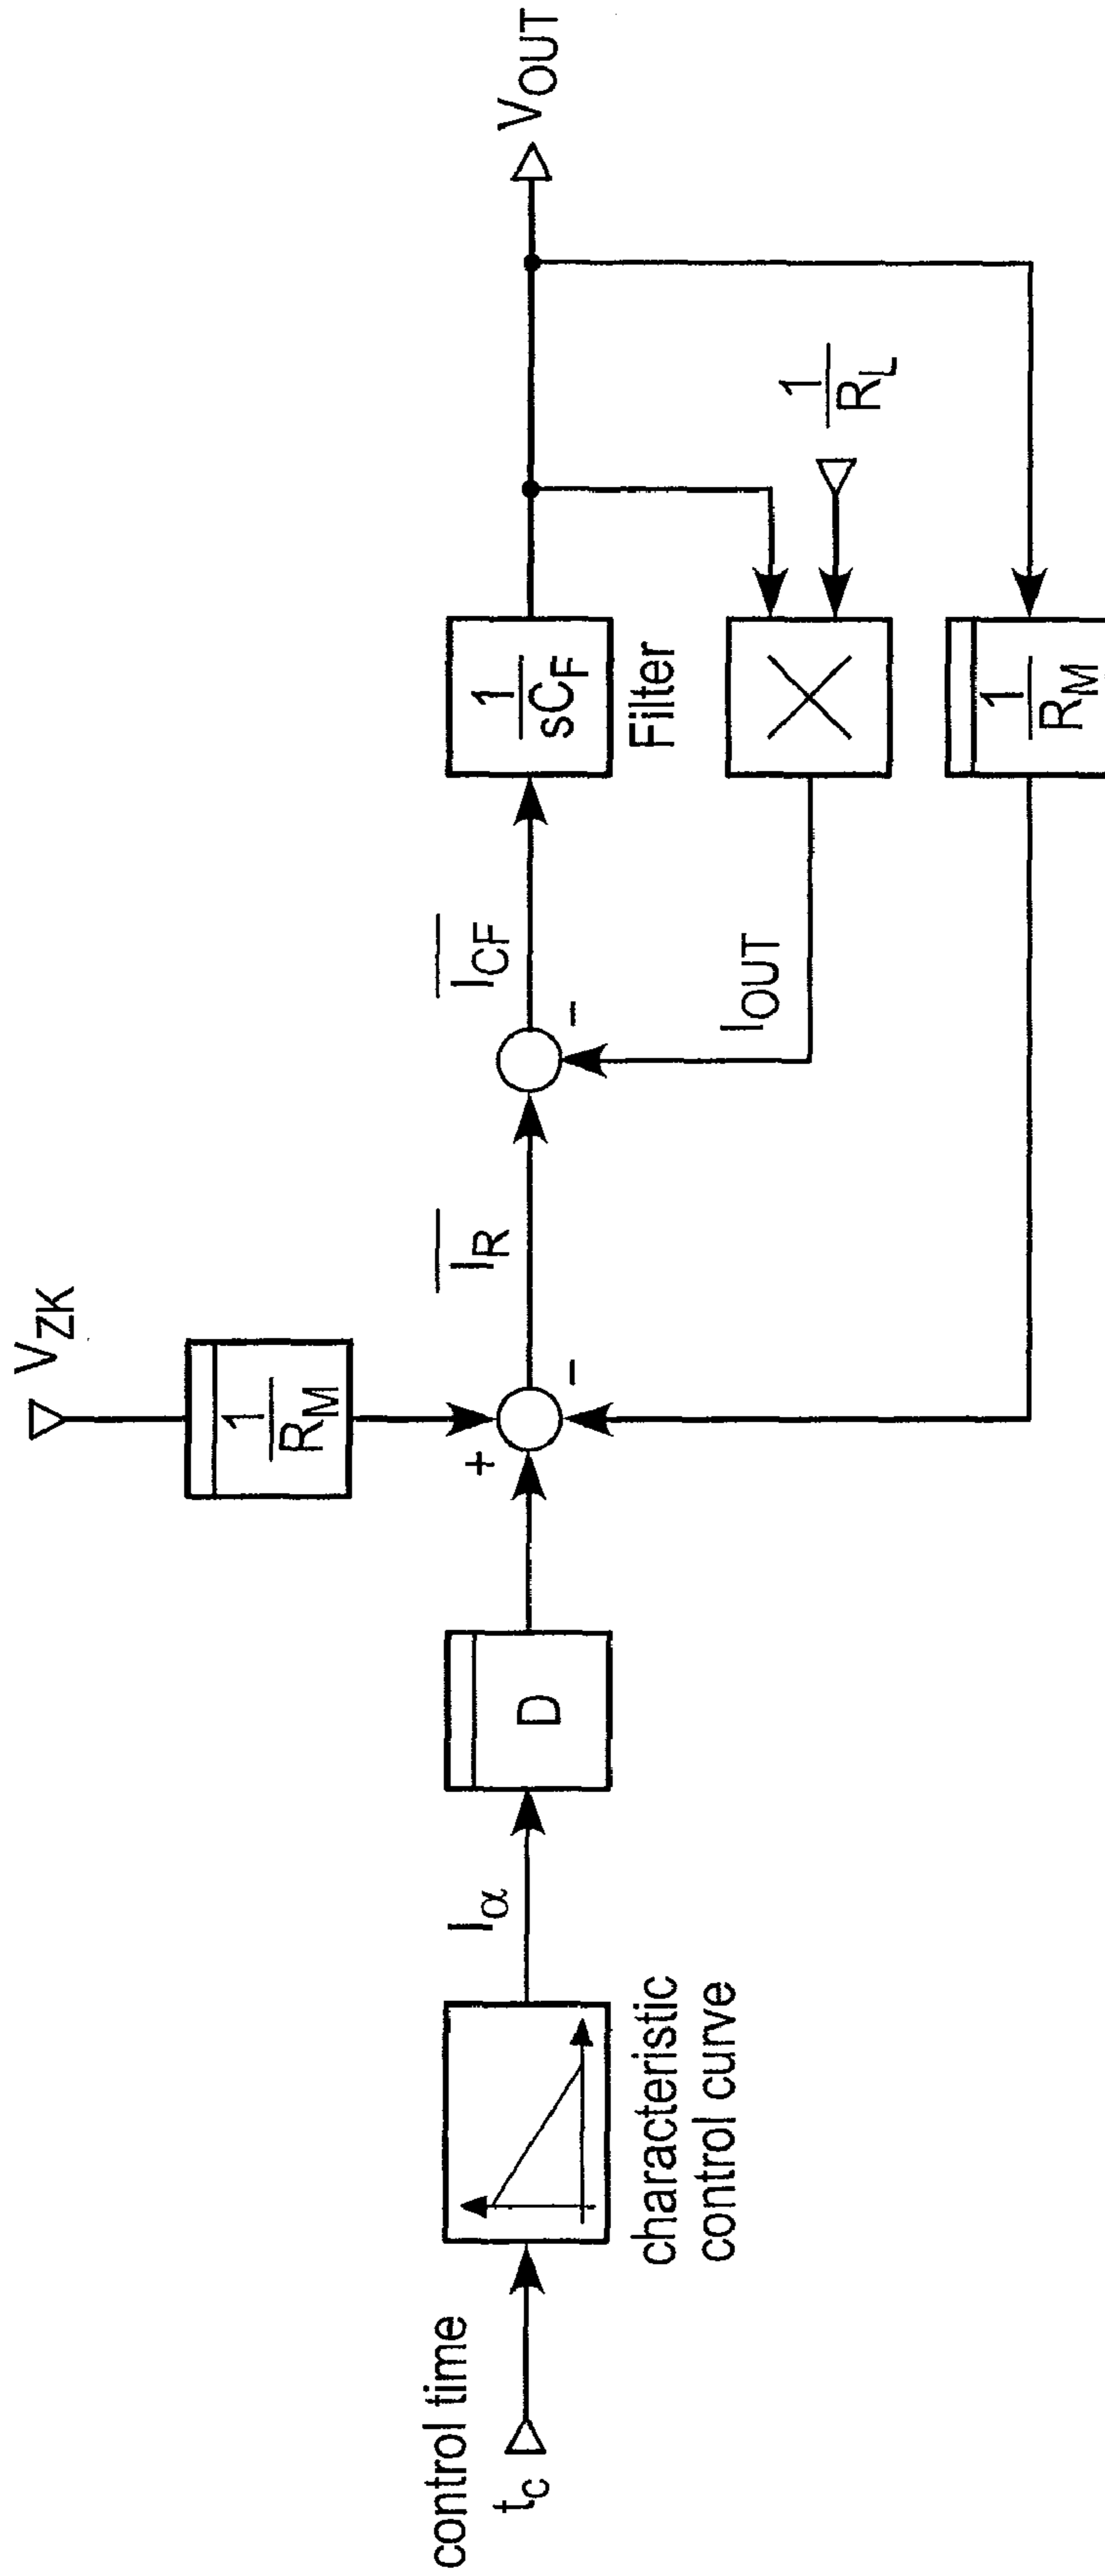 control time
t_C
characteristic
control curve
I_α
D
V_ZK
1
R_M
+
-
I_R
-
I_CF
I_OUT
1
sC_F
Filter
1
R_L
1
R_M
V_OUT